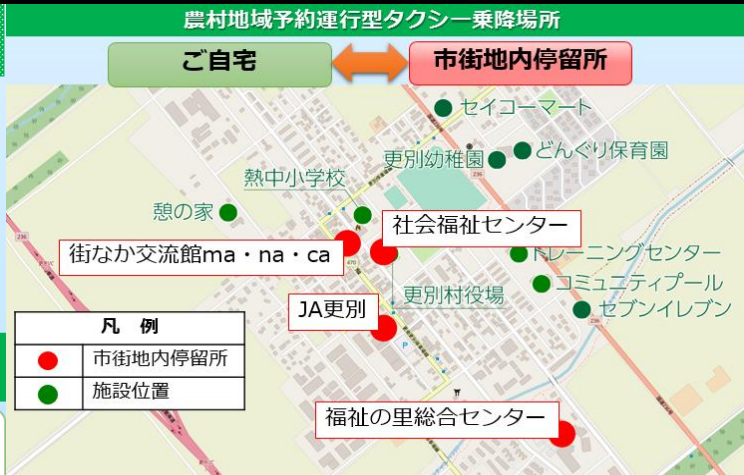 農村地域予約運行型タクシー乗降場所
ご自宅
市街地内停留所
セイコーマート
更別幼稚園
どんぐり保育園
熱中小学校
憩の家
社会福祉センター
街なか交流館ma・na・ca
トレーニングセンター
コミュニティプール
更別村役場
セブンイレブン
JA更別
凡 例
市街地内停留所
施設位置
福祉の里総合センター
236
236
470
236
P